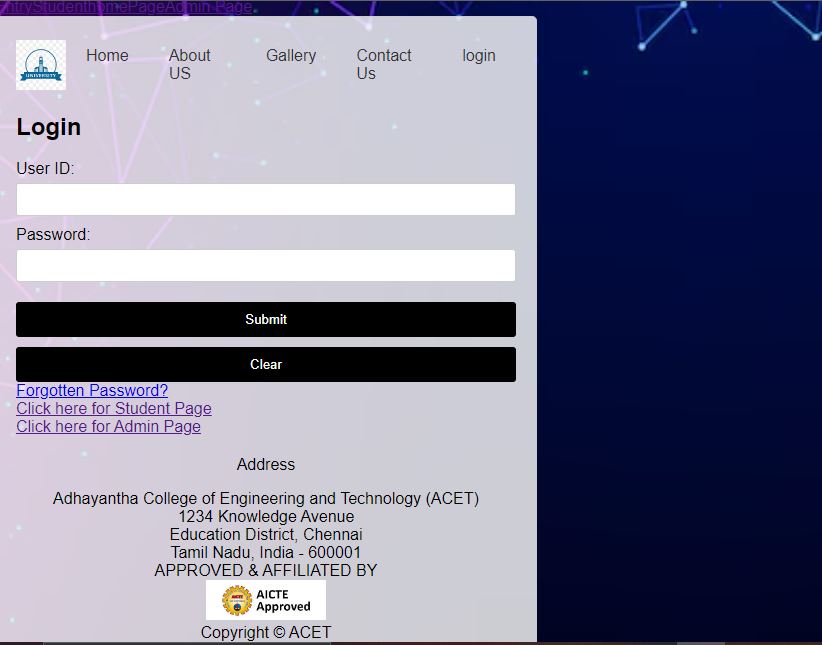 ntryStudenthomePageAdmin Page
UNIVERSITY
Home
About
US
Gallery
Contact
Us
login
Login
User ID:
Password:
Submit
Clear
Forgotten Password?
Click here for Student Page
Click here for Admin Page
Address
Adhayantha College of Engineering and Technology (ACET)
1234 Knowledge Avenue
Education District, Chennai
Tamil Nadu, India - 600001
APPROVED & AFFILIATED BY
AICTE
AICTE
Approved
Copyright © ACET